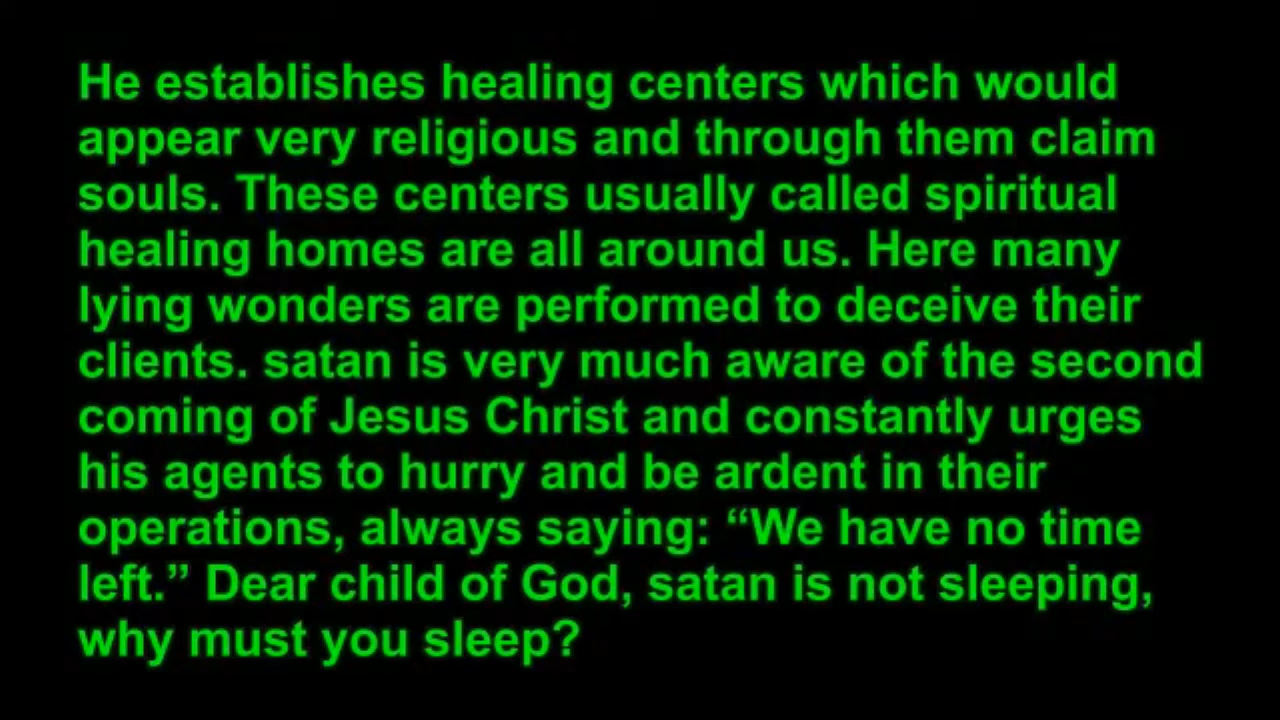 He establishes healing centers which would
appear very religious and through them claim
souls. These centers usually called spiritual
healing homes are all around us. Here many
lying wonders are performed to deceive their
clients. satan is very much aware of the second
coming of Jesus Christ and constantly urges
his agents to hurry and be ardent in their
operations, always saying: “We have no time
left.” Dear child of God, satan is not sleeping,
why must you sleep?